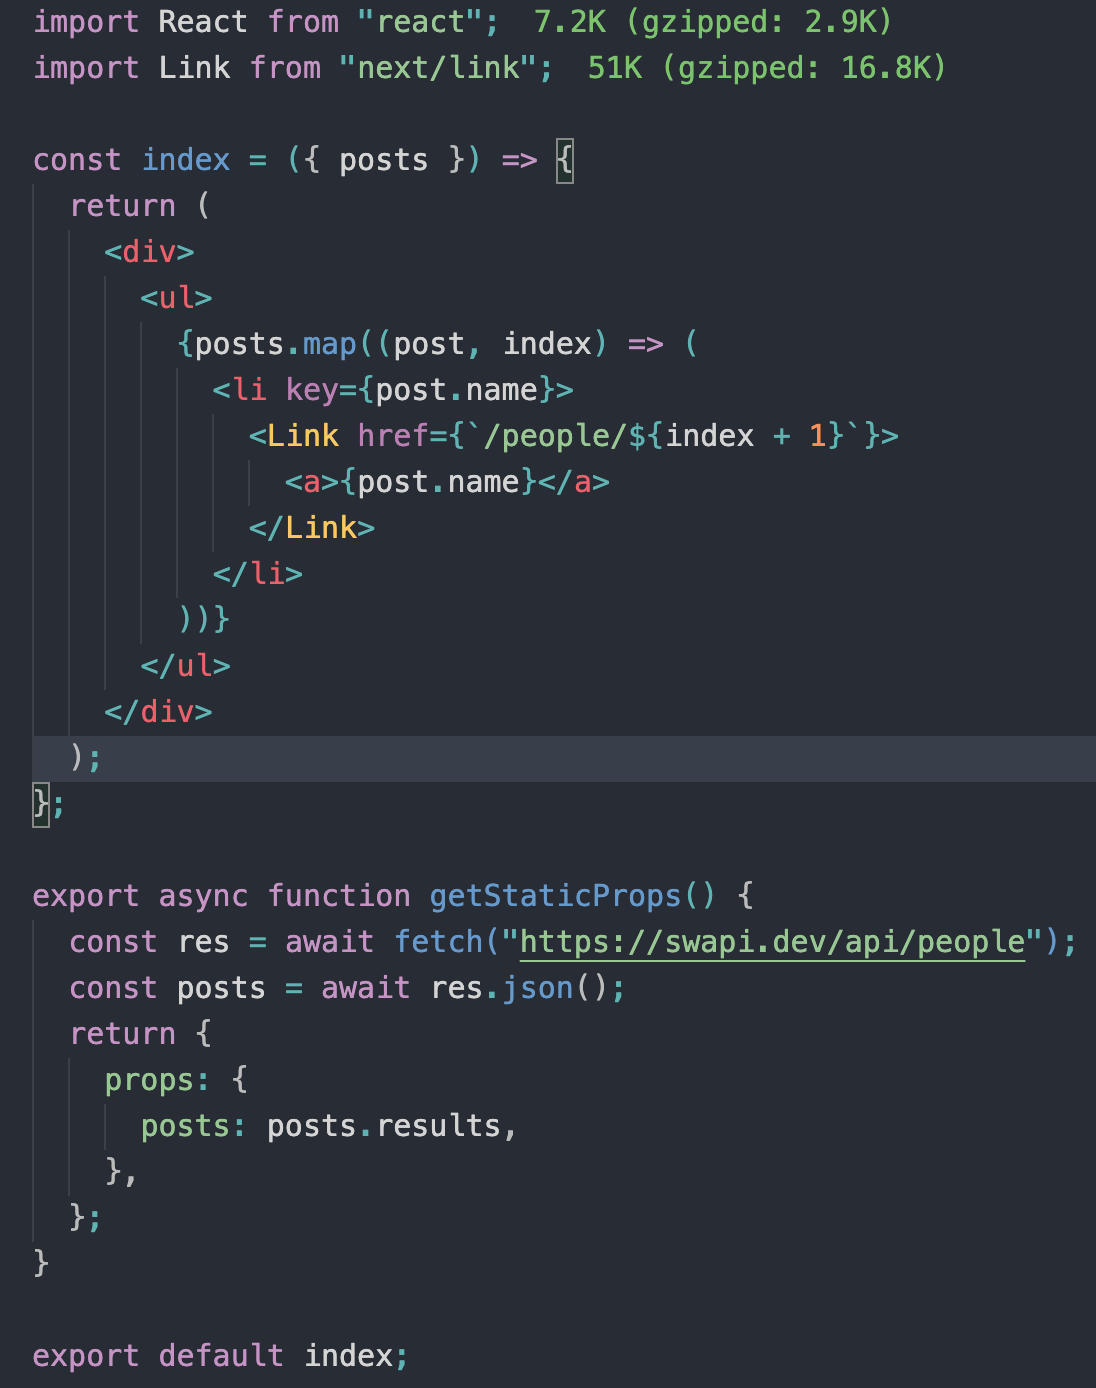 import React from "react";  7.2K (gzipped: 2.9K)
import Link from "next/link";  51K (gzipped: 16.8K)

const index = ({ posts }) => {
  return (
    <div>
      <ul>
        {posts.map((post, index) => (
          <li key={post.name}>
            <Link href={`/people/${index + 1}`}>
              <a>{post.name}</a>
            </Link>
          </li>
        ))}
      </ul>
    </div>
  );
};

export async function getStaticProps() {
  const res = await fetch("https://swapi.dev/api/people");
  const posts = await res.json();
  return {
    props: {
      posts: posts.results,
    },
  };
}

export default index;